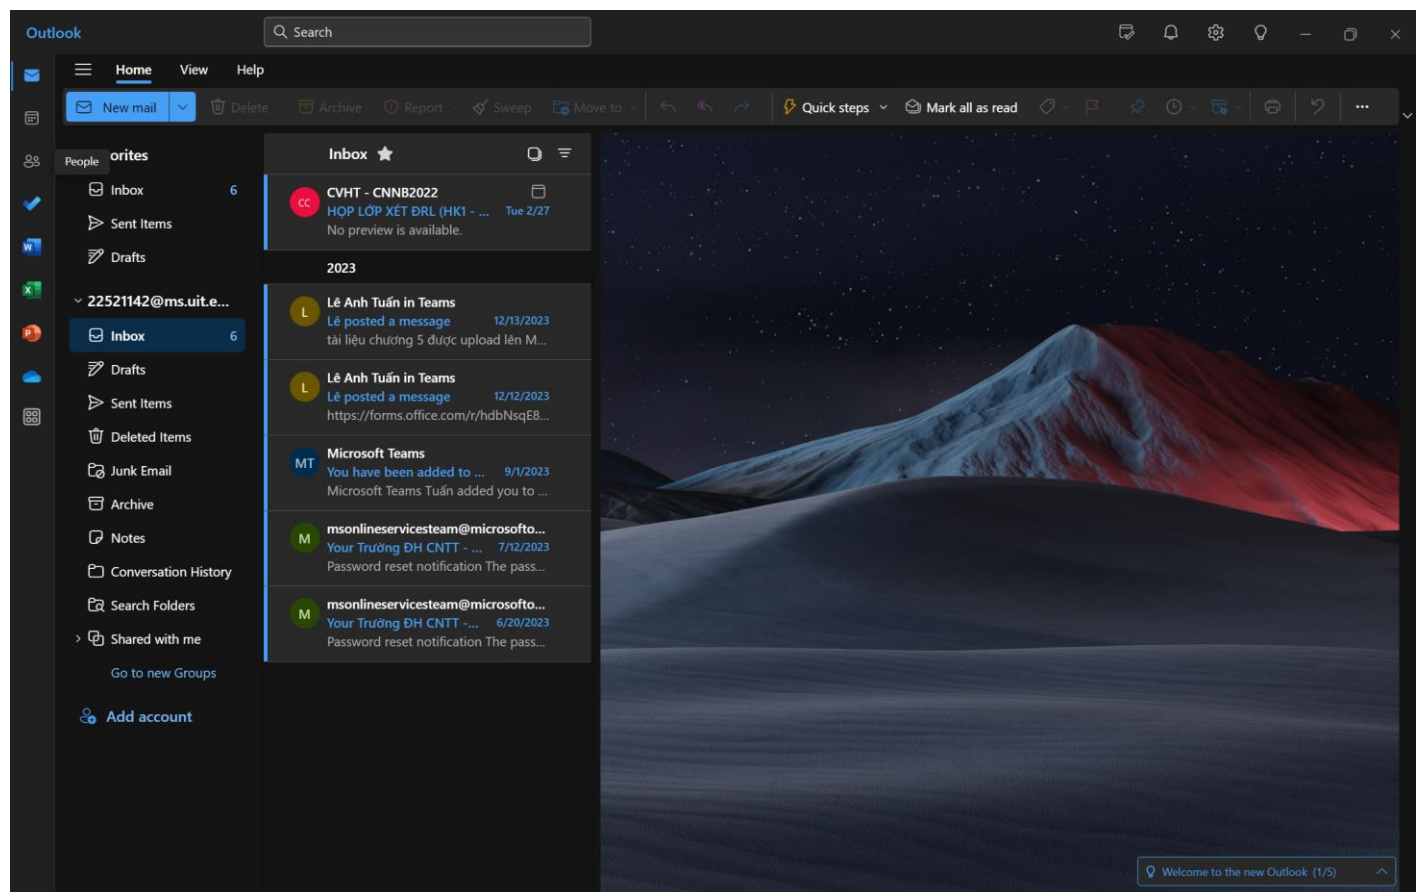 Outlook
Search
Home View Help
New mail Delete Archive Report Sweep Move to Quick steps Mark all as read
People
orites
Inbox 6
Sent Items
Drafts
22521142@ms.uit.e...
Inbox 6
Drafts
Sent Items
Deleted Items
Junk Email
Archive
Notes
Conversation History
Search Folders
Shared with me
Go to new Groups
Add account
Inbox
CC
CVHT - CNNB2022
HỌP LỚP XÉT ĐRL (HK1 - ... Tue 2/27
No preview is available.
2023
L
Lê Anh Tuấn in Teams
Lê posted a message 12/13/2023
tài liệu chương 5 được upload lên M...
L
Lê Anh Tuấn in Teams
Lê posted a message 12/12/2023
https://forms.office.com/r/hdbNsqE8...
MT
Microsoft Teams
You have been added to ... 9/1/2023
Microsoft Teams Tuấn added you to ...
M
msonlineservicesteam@microsofto...
Your Trường ĐH CNTT - ... 7/12/2023
Password reset notification The pass...
M
msonlineservicesteam@microsofto...
Your Trường ĐH CNTT -... 6/20/2023
Password reset notification The pass...
Welcome to the new Outlook (1/5)